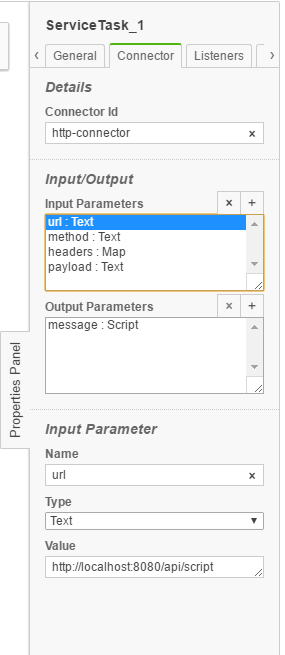 ServiceTask_1
General
Connector
Listeners
Details
Connector Id
http-connector
Input/Output
Input Parameters
url : Text
method : Text
headers : Map
payload : Text
Output Parameters
message : Script
Properties Panel
Input Parameter
Name
url
Type
Text
Value
http://localhost:8080/api/script